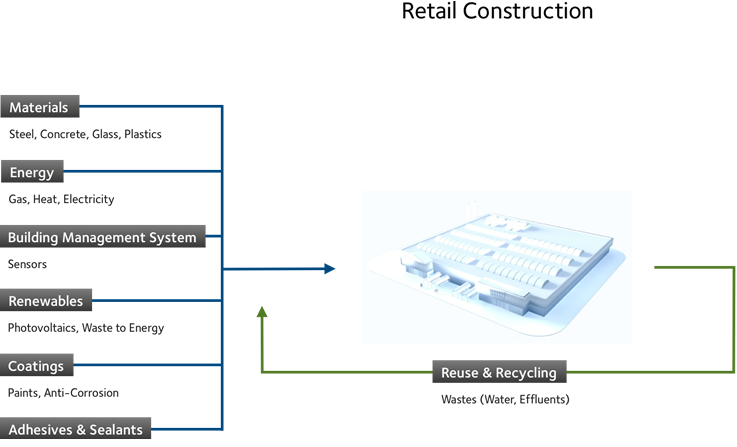 Retail Construction
Materials
Steel, Concrete, Glass, Plastics
Energy
Gas, Heat, Electricity
Building Management System
Sensors
Renewables
Photovoltaics, Waste to Energy
Coatings
Paints, Anti-Corrosion
Adhesives & Sealants
Reuse & Recycling
Wastes (Water, Effluents)